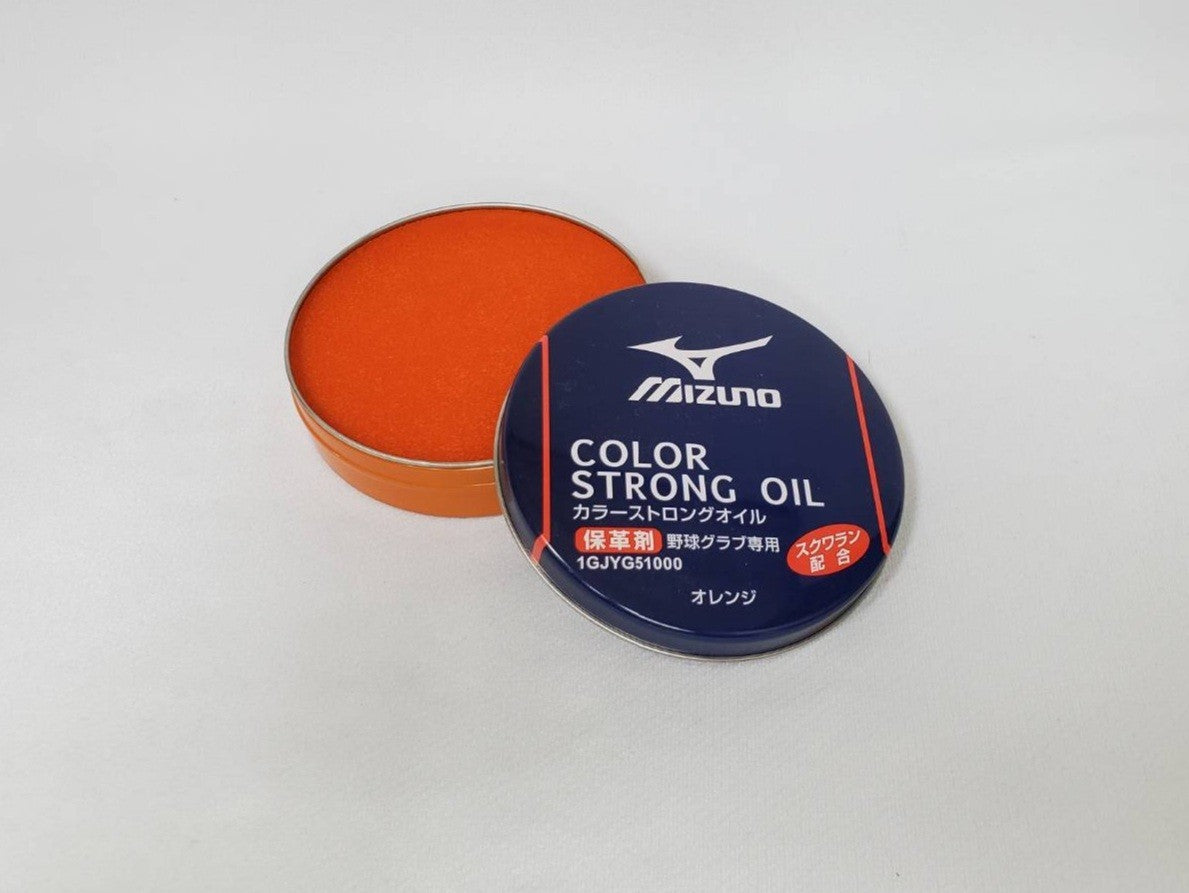 MIZUNO
COLOR
STRONG OIL
カラーストロングオイル
保革剤 野球グラブ専用
スクワラン
配合
1GJYG51000
オレンジ